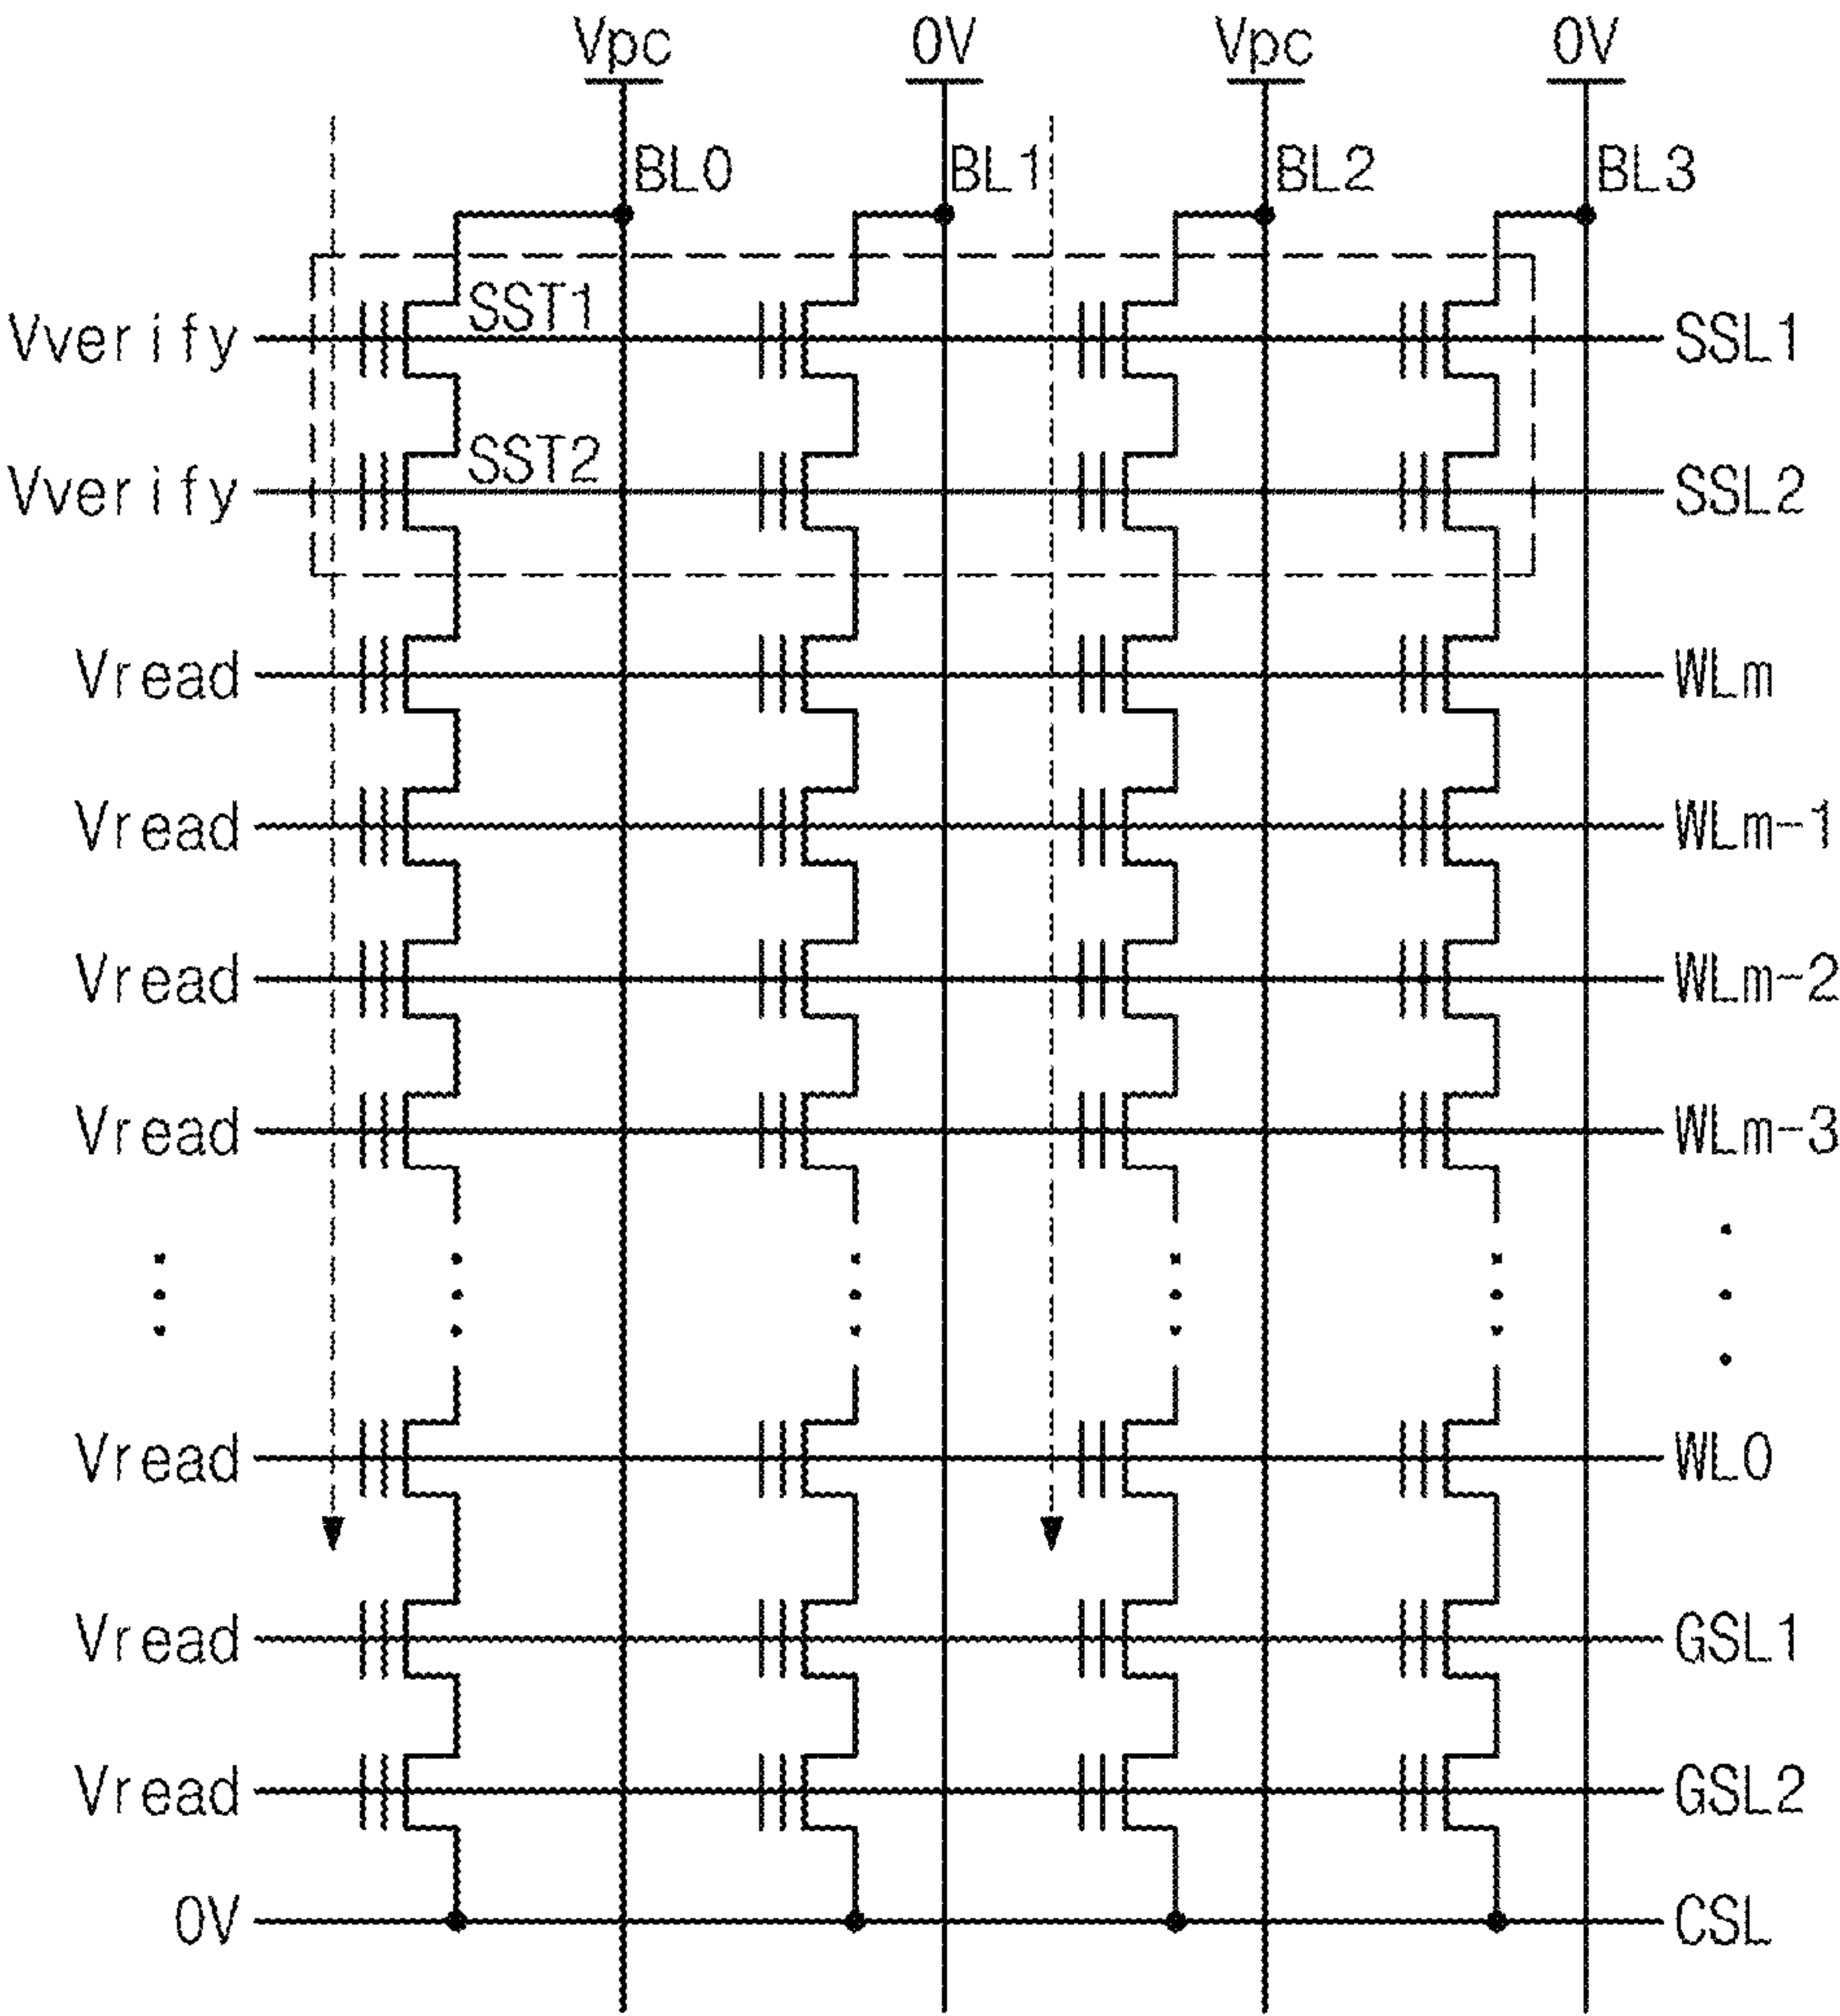 Vpc 0V Vpc 0V
BL0 BL1 BL2 BL3
Vverify SST1 SSL1
Vverify SST2 SSL2
Vread WLm
Vread WLm-1
Vread WLm-2
Vread WLm-3
Vread WL0
Vread GSL1
Vread GSL2
0V CSL